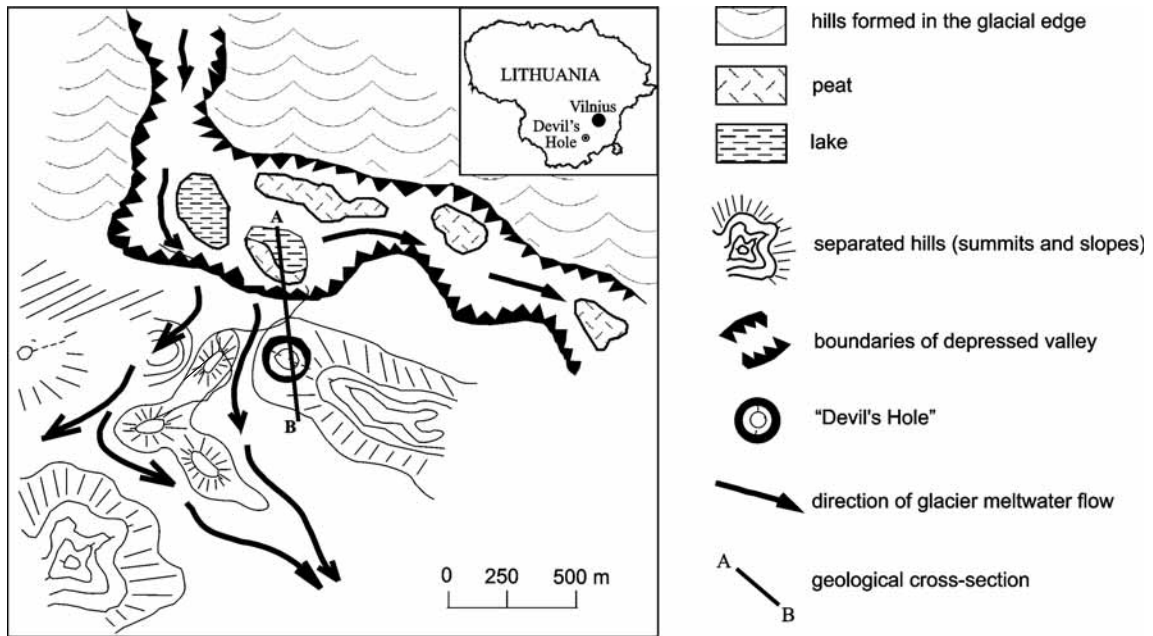 LITHUANIA
Vilnius
Devil's
Hole
A
B
0 250 500 m
hills formed in the glacial edge
peat
lake
separated hills (summits and slopes)
boundaries of depressed valley
“Devil's Hole”
direction of glacier meltwater flow
A
geological cross-section
B